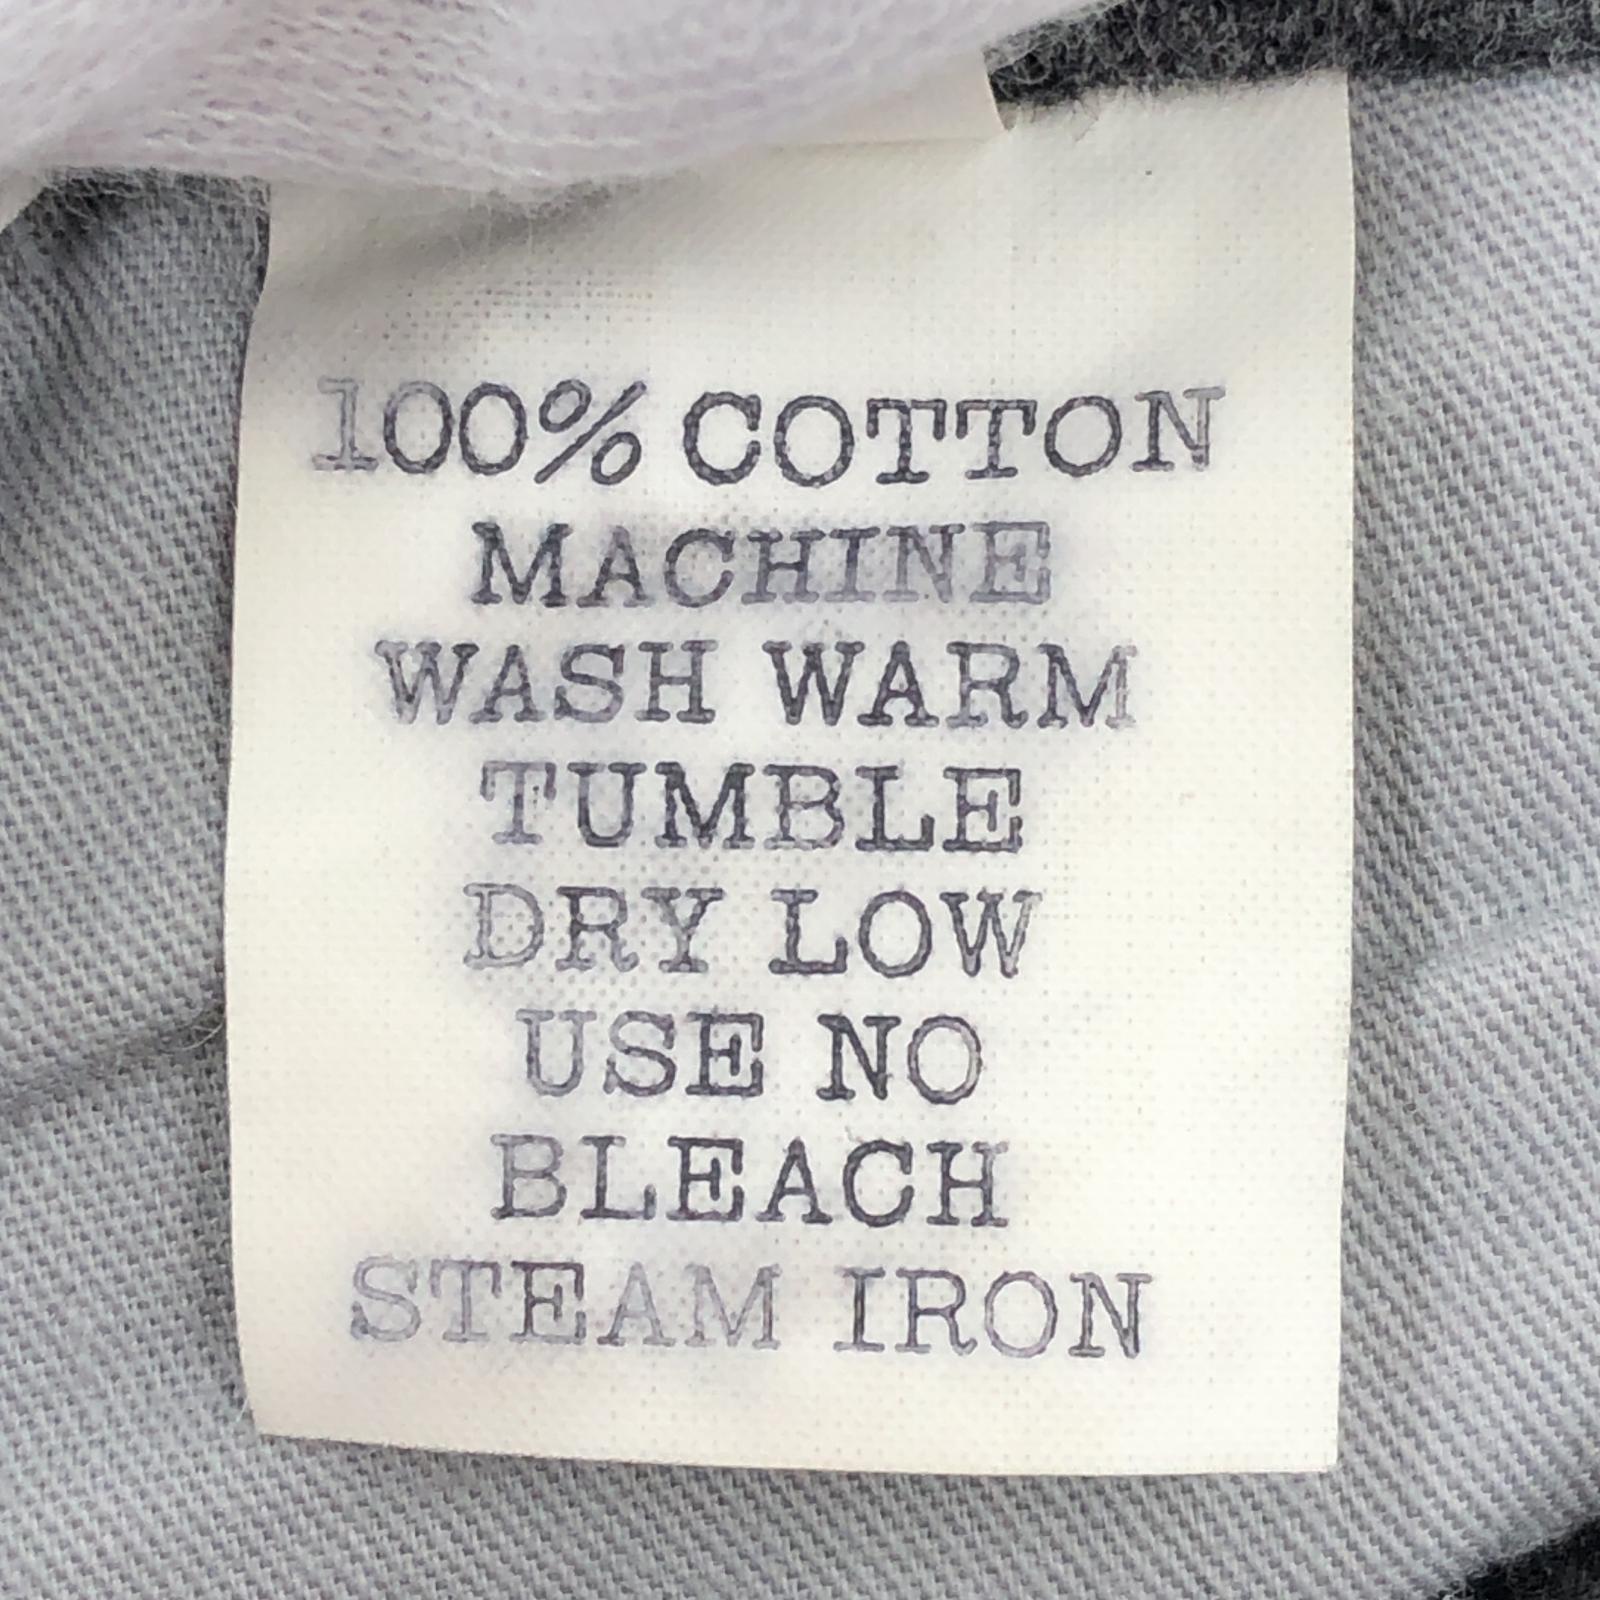 100% COTTON
MACHINE
WASH WARM
TUMBLE
DRY LOW
USE NO
BLEACH
STEAM IRON